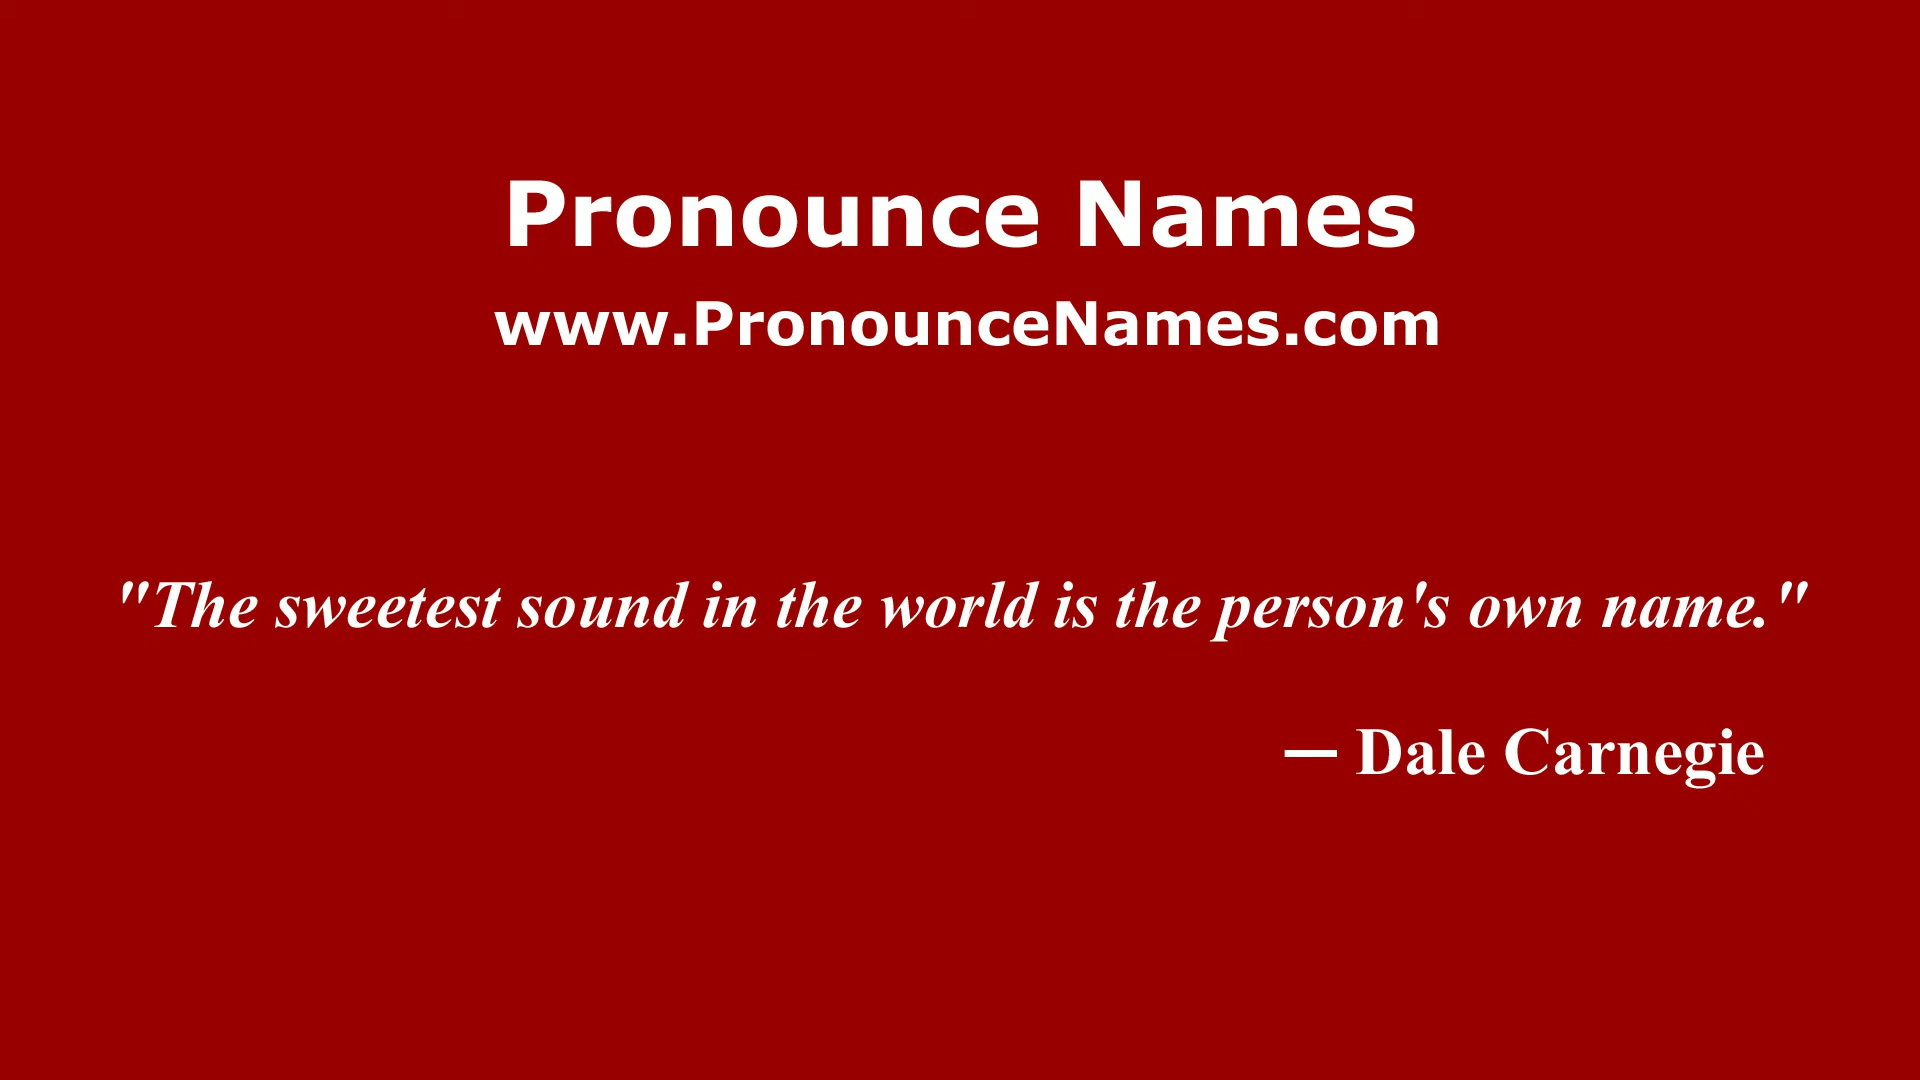 Pronounce Names
www.PronounceNames.com
"The sweetest sound in the world is the person's own name."
— Dale Carnegie